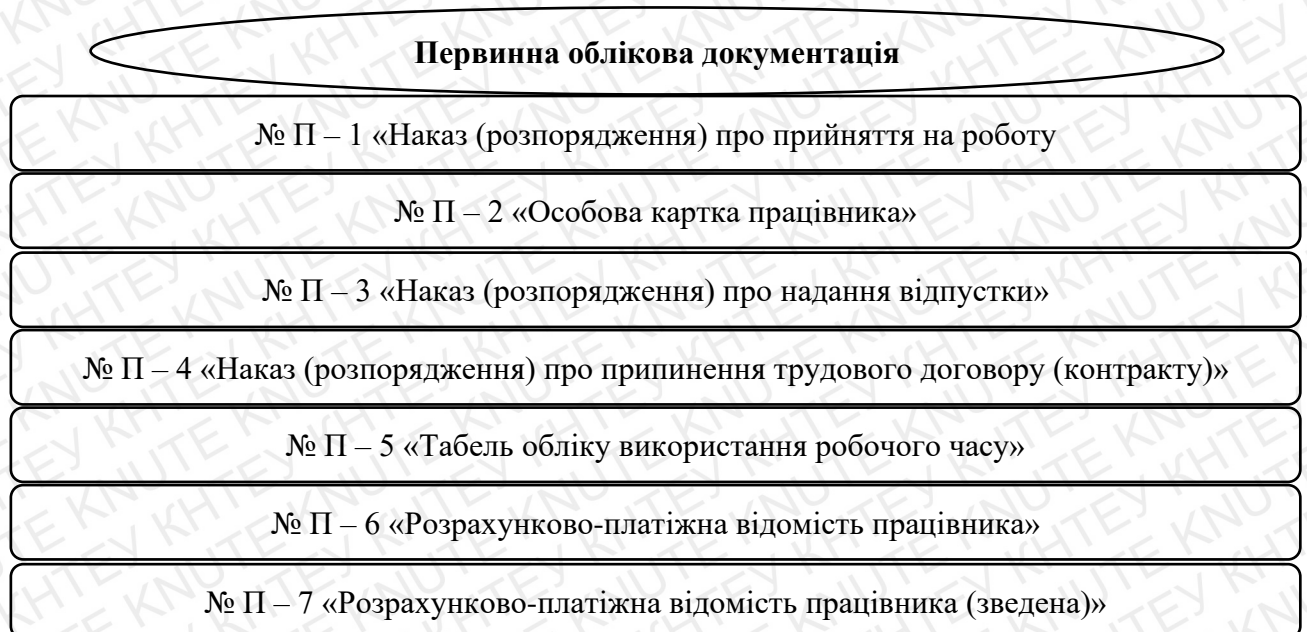 Первинна облікова документація
№ П – 1 «Наказ (розпорядження) про прийняття на роботу
№ П – 2 «Особова картка працівника»
№ П – 3 «Наказ (розпорядження) про надання відпустки»
№ П – 4 «Наказ (розпорядження) про припинення трудового договору (контракту)»
№ П – 5 «Табель обліку використання робочого часу»
№ П – 6 «Розрахунково-платіжна відомість працівника»
№ П – 7 «Розрахунково-платіжна відомість працівника (зведена)»